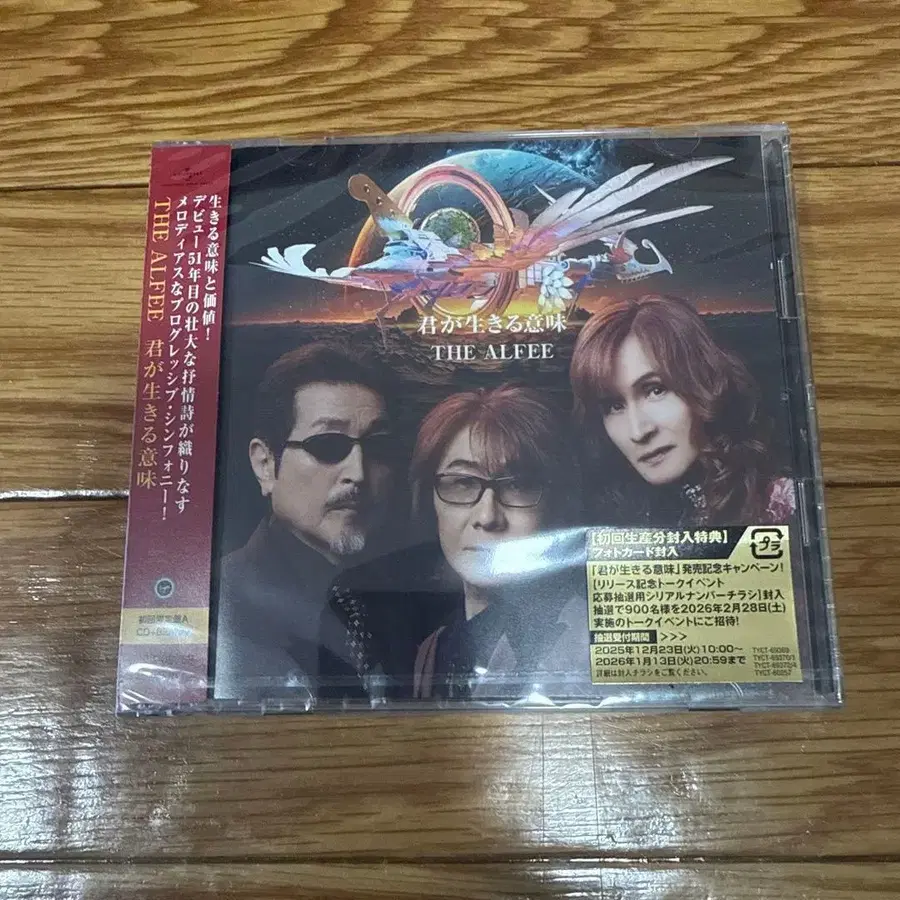 生きる意味と価値!
デビュー51年目の壮大な抒情詩が織りなす
メロディアスなプログレッシブ・シンフォニー!
THE ALFEE 君が生きる意味
初回限定盤A
君が生きる意味
THE ALFEE
【初回生産分封入特典】
フォトカード封入
プラ
「君が生きる意味」発売記念キャンペーン!
【リリース記念トークイベント
応募抽選用シリアルナンバーチラシ】封入
抽選で900名様を2026年2月28日(土)
実施のトークイベントにご招待!
抽選受付期間 >>>
2025年12月23日(火)10:00〜
2026年1月13日(火)20:59まで
詳細は封入チラシをご覧ください。